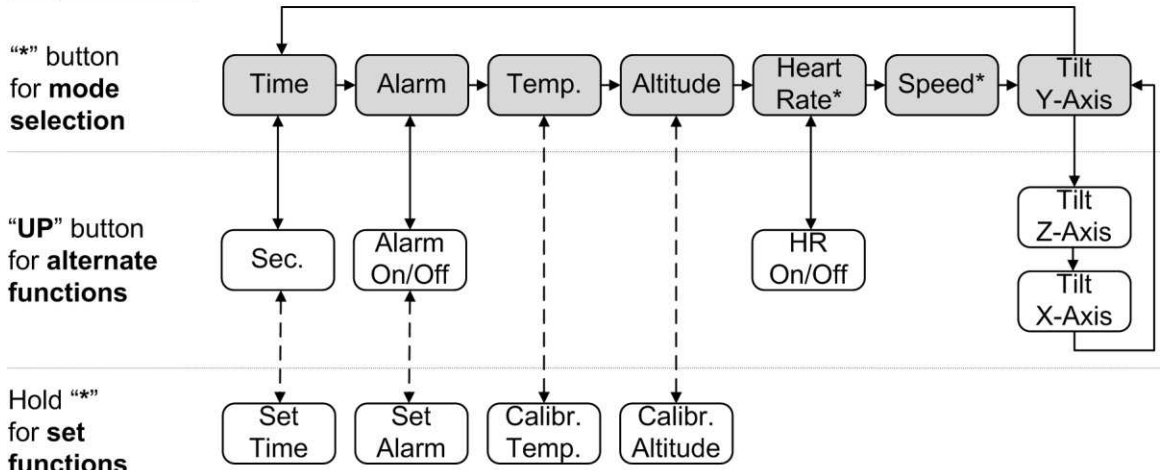 “*” button
for mode
selection
Time
Alarm
Temp.
Altitude
Heart
Rate*
Speed*
Tilt
Y-Axis
“UP” button
for alternate
functions
Sec.
Alarm
On/Off
HR
On/Off
Tilt
Z-Axis
Tilt
X-Axis
Hold “*”
for set
functions
Set
Time
Set
Alarm
Calibr.
Temp.
Calibr.
Altitude